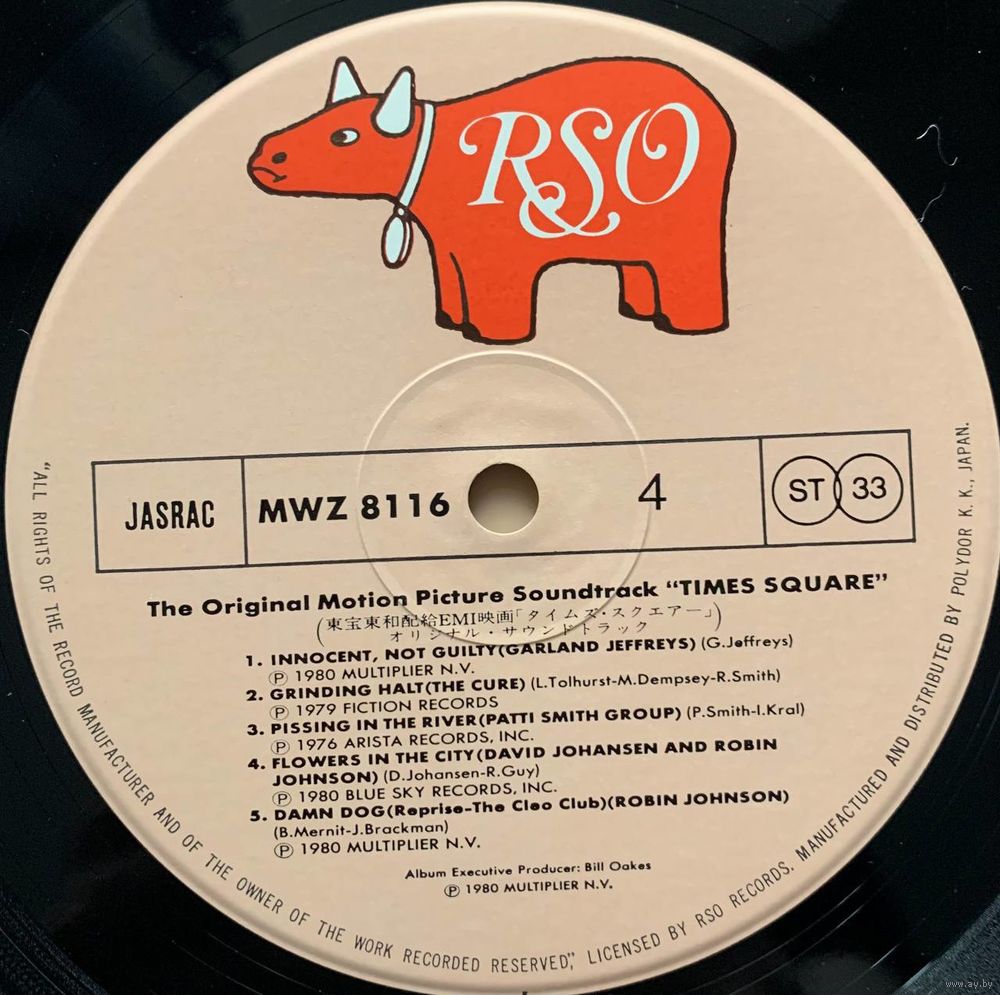 RSO
JASRAC
MWZ 8116
4
ST 33
The Original Motion Picture Soundtrack “TIMES SQUARE”
(東宝東和配給EMI映画「タイムズ・スクエアー」
オリジナル・サウンドトラック)
1. INNOCENT, NOT GUILTY(GARLAND JEFFREYS) (G.Jeffreys)
Ⓟ 1980 MULTIPLIER N.V.
2. GRINDING HALT(THE CURE) (L.Tolhurst-M.Dempsey-R.Smith)
Ⓟ 1979 FICTION RECORDS
3. PISSING IN THE RIVER(PATTI SMITH GROUP) (P.Smith-I.Kral)
Ⓟ 1976 ARISTA RECORDS, INC.
4. FLOWERS IN THE CITY(DAVID JOHANSEN AND ROBIN
JOHNSON) (D.Johansen-R.Guy)
Ⓟ 1980 BLUE SKY RECORDS, INC.
5. DAMN DOG(Reprise-The Cleo Club)(ROBIN JOHNSON)
(B.Mernit-J.Brackman)
Ⓟ 1980 MULTIPLIER N.V.
Album Executive Producer: Bill Oakes
Ⓟ 1980 MULTIPLIER N.V.
“ALL RIGHTS OF THE RECORD MANUFACTURER AND OF THE OWNER OF THE WORK RECORDED RESERVED,” LICENSED BY RSO RECORDS. MANUFACTURED AND DISTRIBUTED BY POLYDOR K.K., JAPAN.
www.ay.by